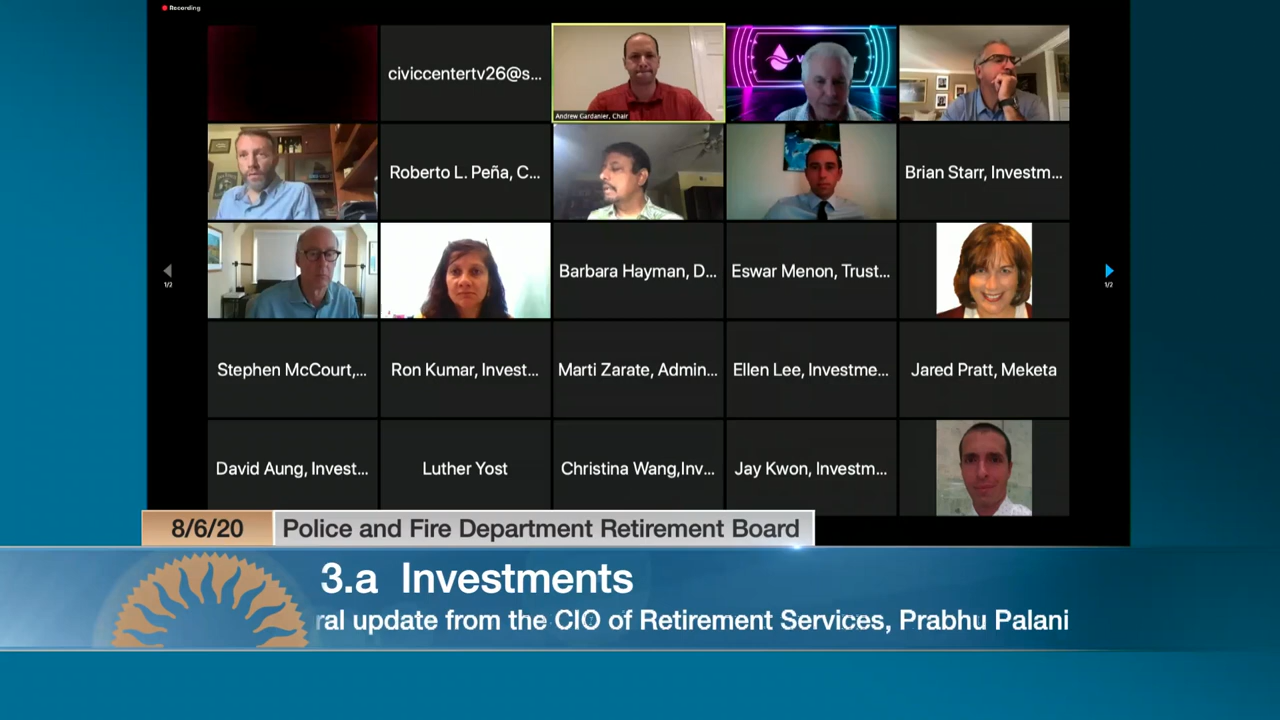 Recording
civiccentertv26@s...
Andrew Gardanier, Chair
Roberto L. Peña, C...
Brian Starr, Investm...
Barbara Hayman, D...
Eswar Menon, Trust...
1/2
1/2
Stephen McCourt,...
Ron Kumar, Invest...
Marti Zarate, Admin...
Ellen Lee, Investme...
Jared Pratt, Meketa
David Aung, Invest...
Luther Yost
Christina Wang,Inv...
Jay Kwon, Investm...
8/6/20
Police and Fire Department Retirement Board
3.a Investments
ral update from the CIO of Retirement Services, Prabhu Palani